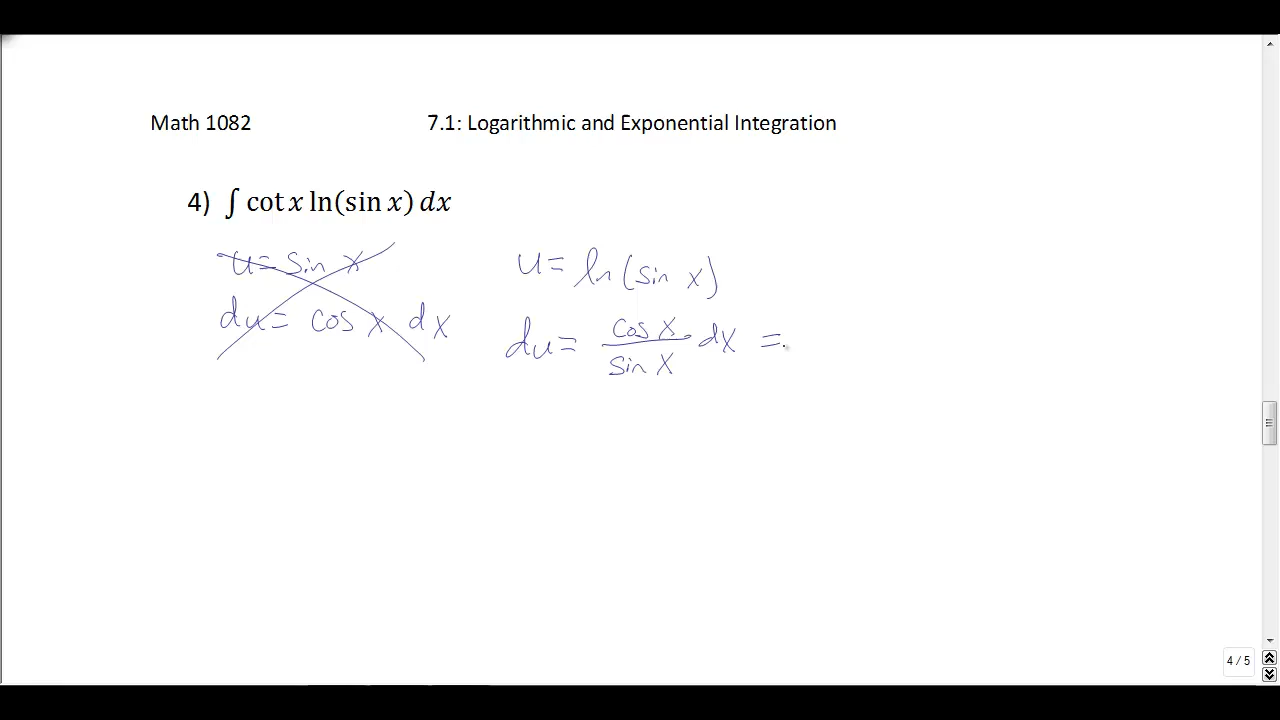 Math 1082 7.1: Logarithmic and Exponential Integration
4) ∫ cot x ln(sin x) dx
u = sin x u = ln(sin x)
du = cos x dx du = cos x / sin x dx =
4 / 5